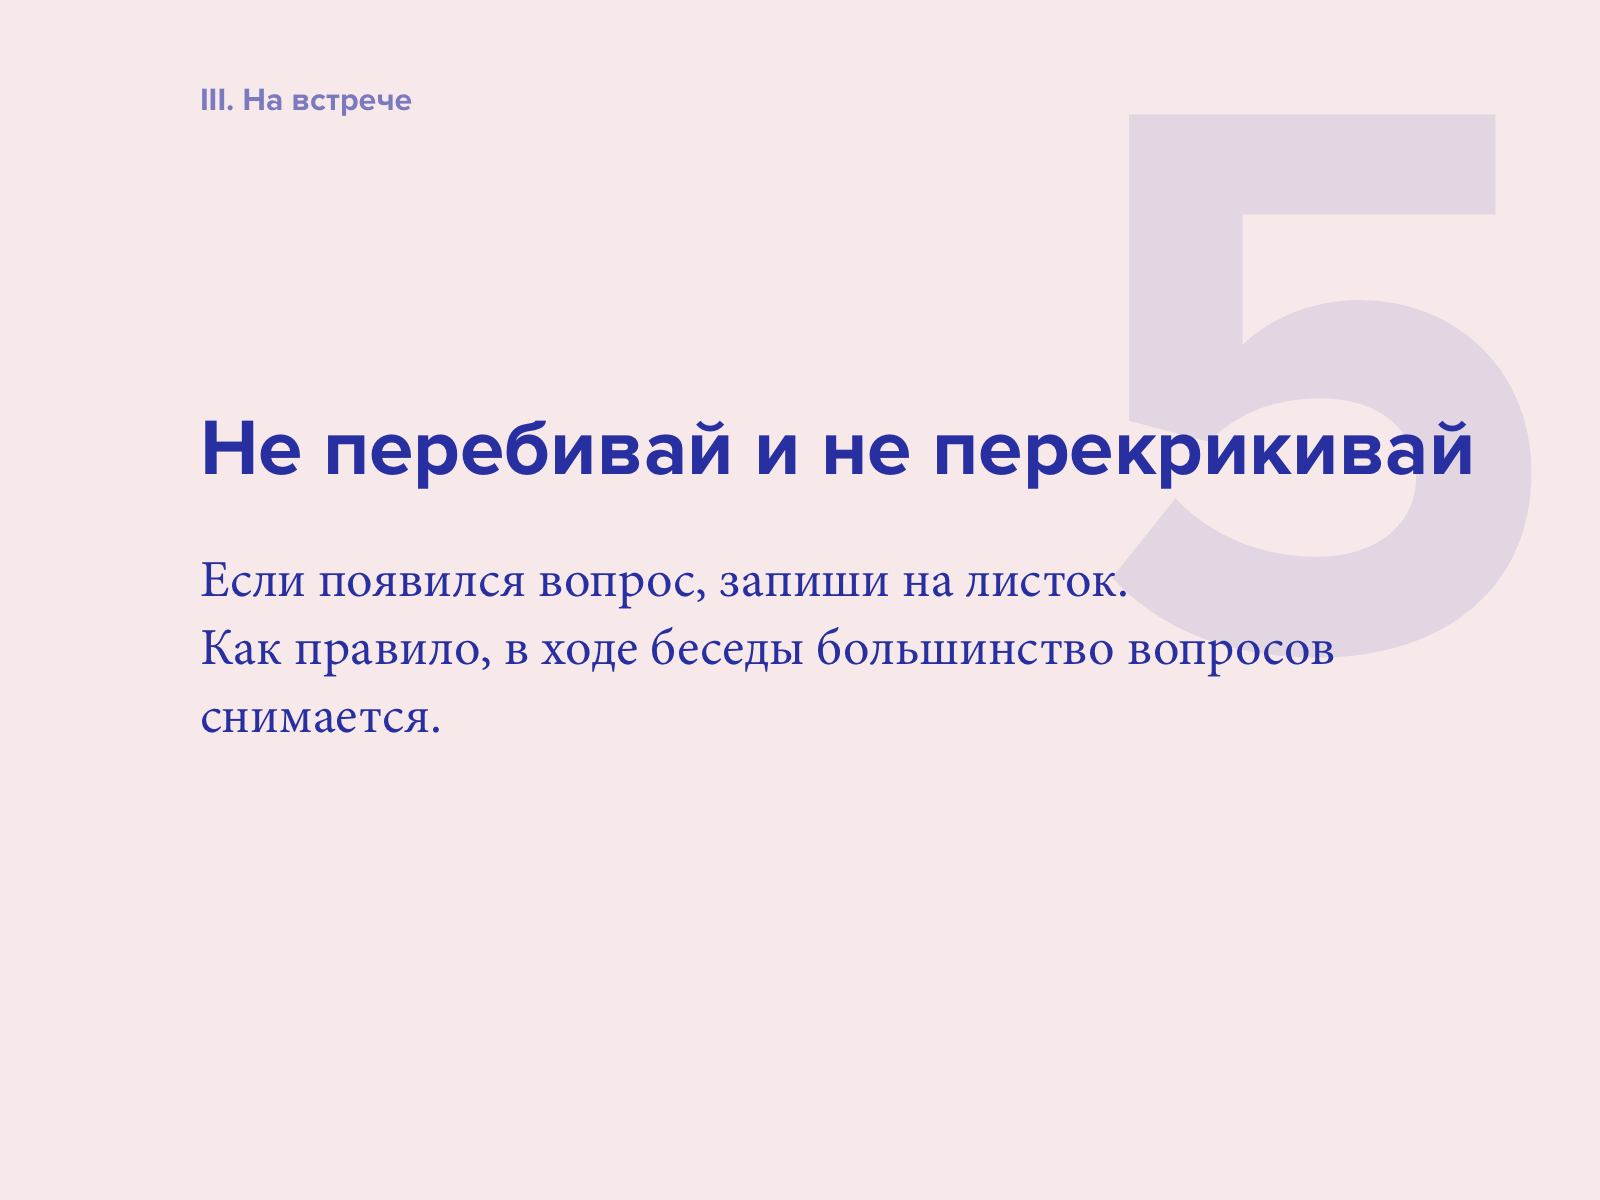 III. На встрече
5
Не перебивай и не перекрикивай
Если появился вопрос, запиши на листок.
Как правило, в ходе беседы большинство вопросов
снимается.